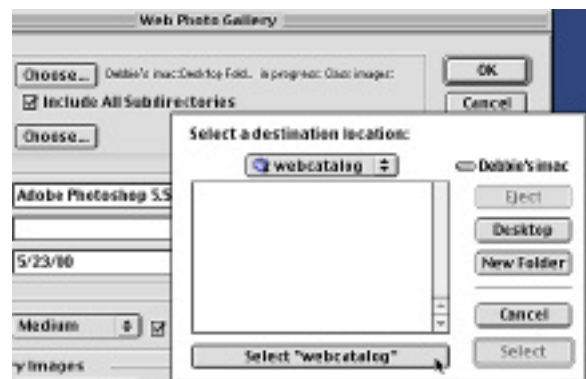 Web Photo Gallery
Choose... Debbie's imac:Desktop Fold... in progress: Class images:
OK
Include All Subdirectories
Cancel
Choose...
Select a destination location:
webcatalog
Debbie's imac
Adobe Photoshop 5.5
Eject
Desktop
5/23/00
New Folder
Medium
Cancel
Select "webcatalog"
Select
y Images